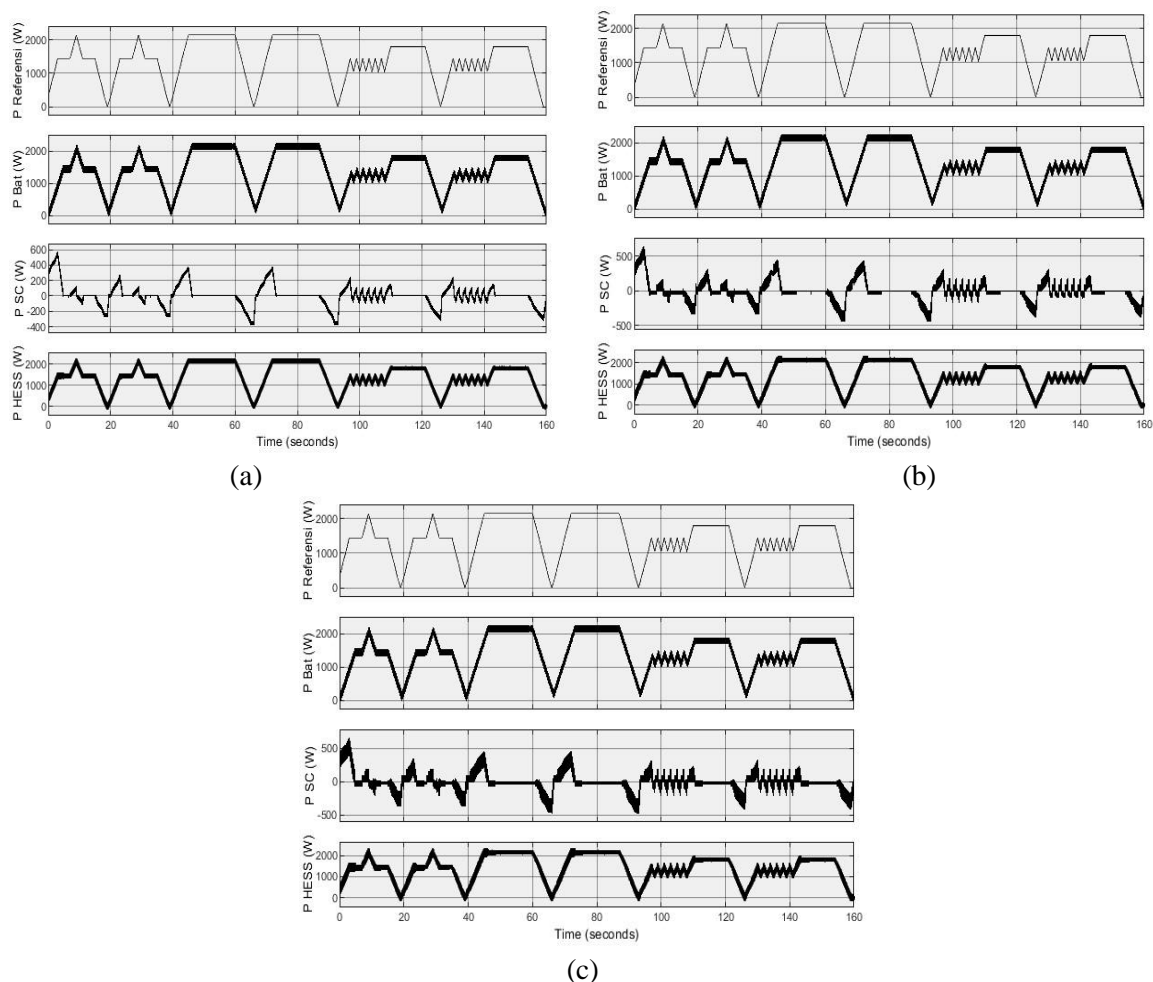 P Referensi (W)
2000
1000
0
P Bat (W)
2000
1000
0
P SC (W)
600
400
200
0
-200
-400
P HESS (W)
2000
1000
0
0 20 40 60 80 100 120 140 160
Time (seconds)
(a)
P Referensi (W)
2000
1000
0
P Bat (W)
2000
1000
0
P SC (W)
500
0
-500
P HESS (W)
2000
1000
0
0 20 40 60 80 100 120 140 160
Time (seconds)
(b)
P Referensi (W)
2000
1000
0
P Bat (W)
2000
1000
0
P SC (W)
500
0
-500
P HESS (W)
2000
1000
0
0 20 40 60 80 100 120 140 160
Time (seconds)
(c)